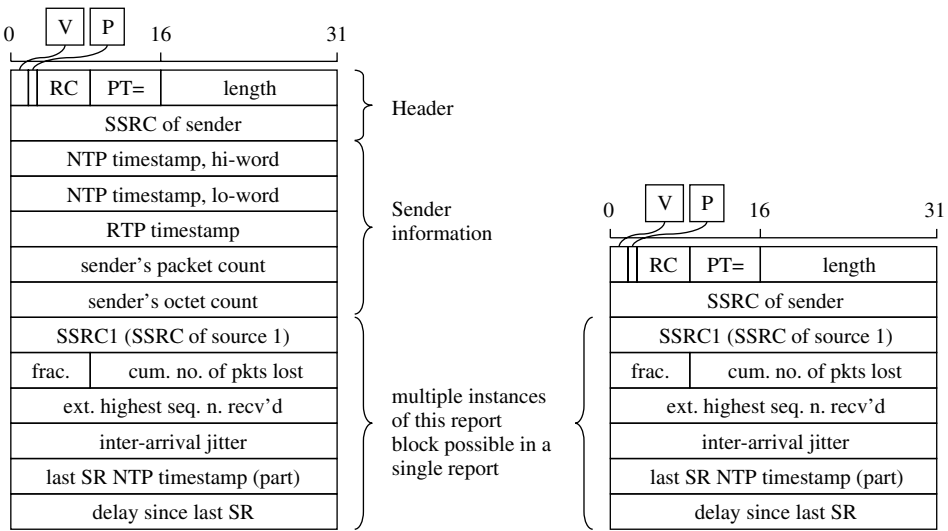 V P
0 16 31
RC PT= length
SSRC of sender
Header
NTP timestamp, hi-word
NTP timestamp, lo-word
RTP timestamp
sender's packet count
sender's octet count
Sender
information
SSRC1 (SSRC of source 1)
frac. cum. no. of pkts lost
ext. highest seq. n. recv'd
inter-arrival jitter
last SR NTP timestamp (part)
delay since last SR
multiple instances
of this report
block possible in a
single report
V P
0 16 31
RC PT= length
SSRC of sender
SSRC1 (SSRC of source 1)
frac. cum. no. of pkts lost
ext. highest seq. n. recv'd
inter-arrival jitter
last SR NTP timestamp (part)
delay since last SR